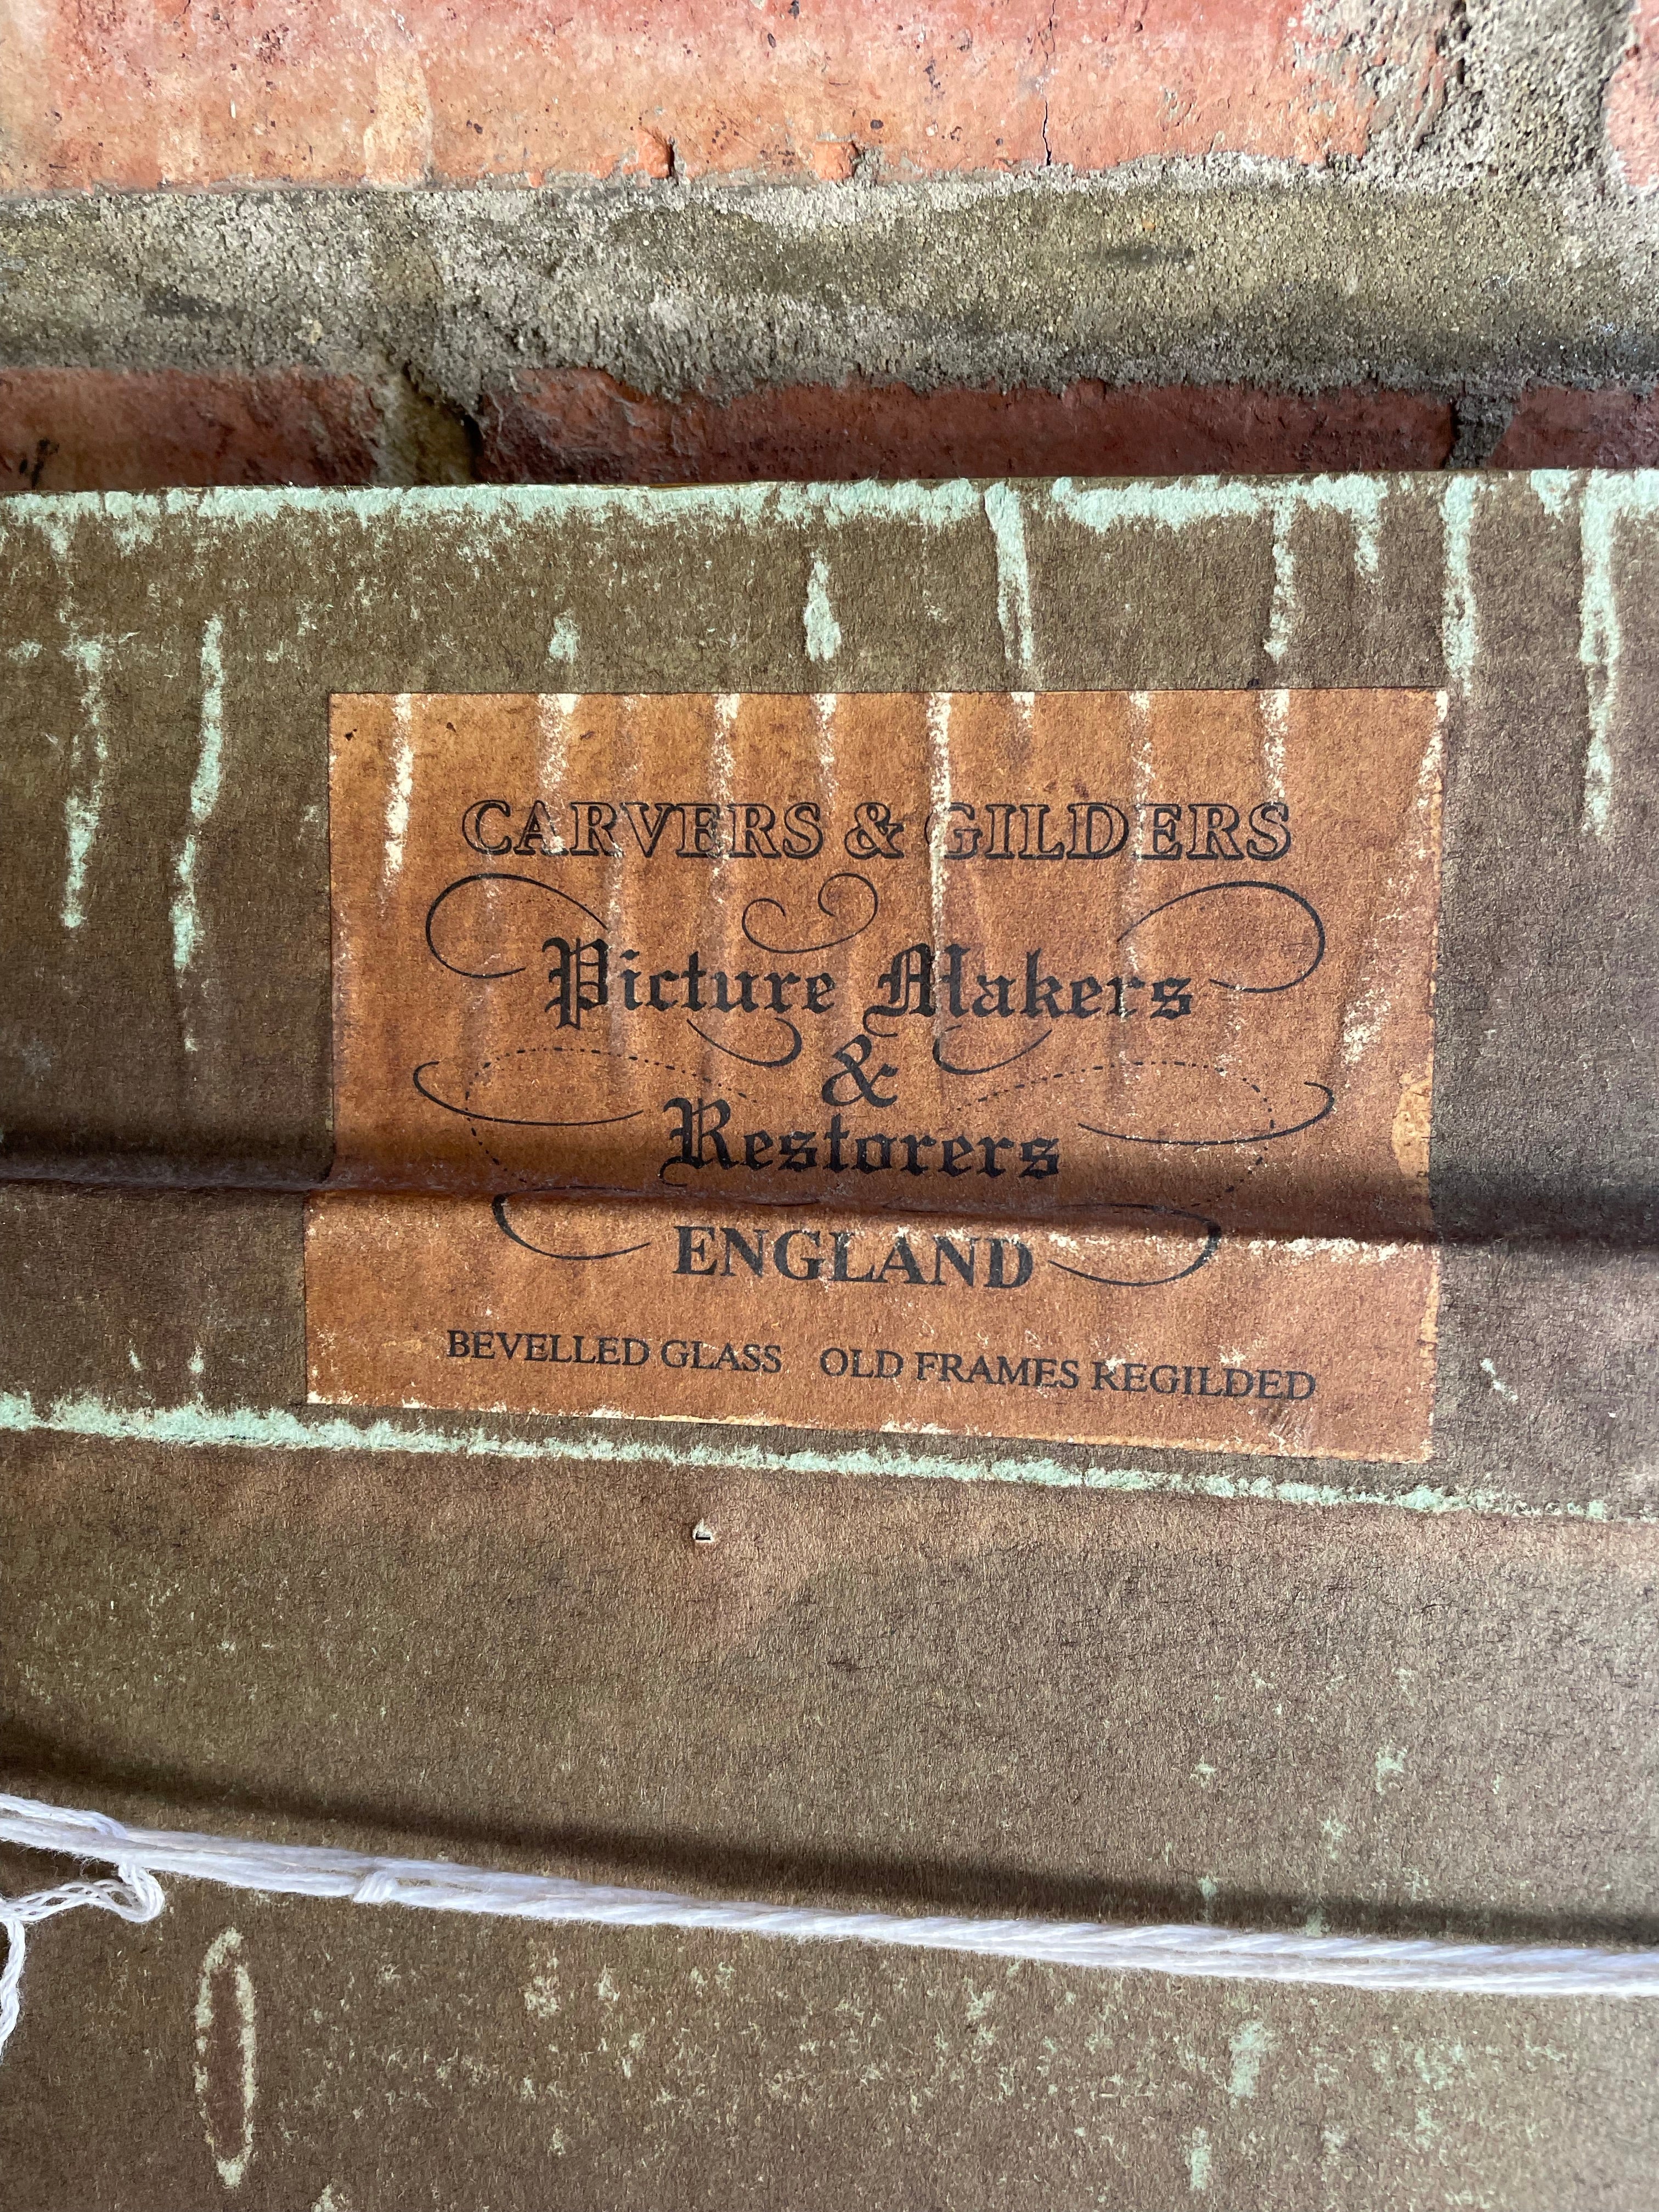 CARVERS & GILDERS
Picture Makers
&
Restorers
ENGLAND
BEVELLED GLASS OLD FRAMES REGILDED